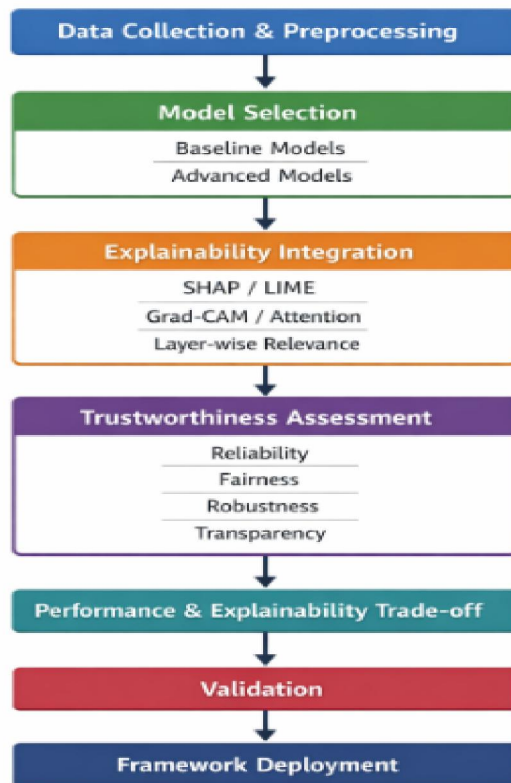 Data Collection & Preprocessing
Model Selection
Baseline Models
Advanced Models
Explainability Integration
SHAP / LIME
Grad-CAM / Attention
Layer-wise Relevance
Trustworthiness Assessment
Reliability
Fairness
Robustness
Transparency
Performance & Explainability Trade-off
Validation
Framework Deployment